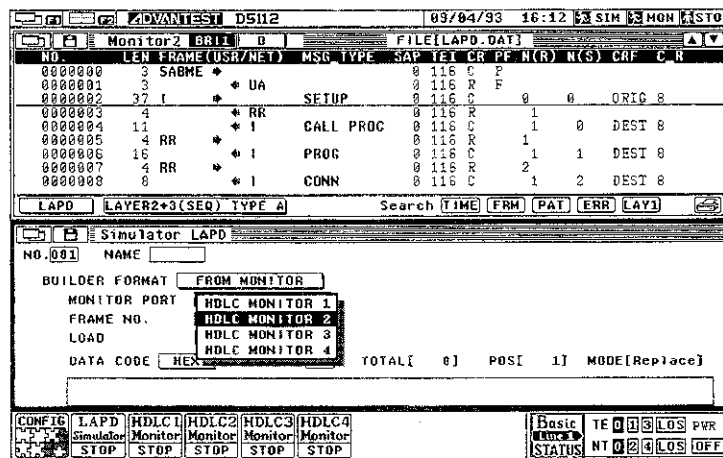 F1 F2 ADVANTEST D5112 09/04/93 16:12 SIM MON STO
Monitor2 BRI1 B FILE[LAPD.DAT]
NO. LEN FRAME(USR/NET) MSG TYPE SAP TEI CR PF N(R) N(S) CRF C_R
0000000 3 SABME 0 116 C P
0000001 3 UA 0 116 R F
0000002 37 I SETUP 0 116 C 0 0 ORIG 8
0000003 4 RR 0 116 R 1
0000004 11 I CALL PROC 0 116 C 1 0 DEST 8
0000005 4 RR 0 116 R 1
0000006 16 I PROG 0 116 C 1 1 DEST 8
0000007 4 RR 0 116 R 2
0000008 8 I CONN 0 116 C 1 2 DEST 8
LAPD LAYER2+3(SEQ) TYPE A Search TIME FRM PAT ERR LAY1
Simulator LAPD
NO.001 NAME
BUILDER FORMAT FROM MONITOR
MONITOR PORT HDLC MONITOR 1
FRAME NO. HDLC MONITOR 2
LOAD HDLC MONITOR 3
HDLC MONITOR 4
DATA CODE HEX TOTAL[ 0] POS[ 1] MODE[Replace]
CONFIG LAPD HDLC1 HDLC2 HDLC3 HDLC4 Basic TE 0 1 3 LOS PWR
Simulator Monitor Monitor Monitor Monitor Line 1
STOP STOP STOP STOP STOP STATUS NT 0 2 4 LOS OFF